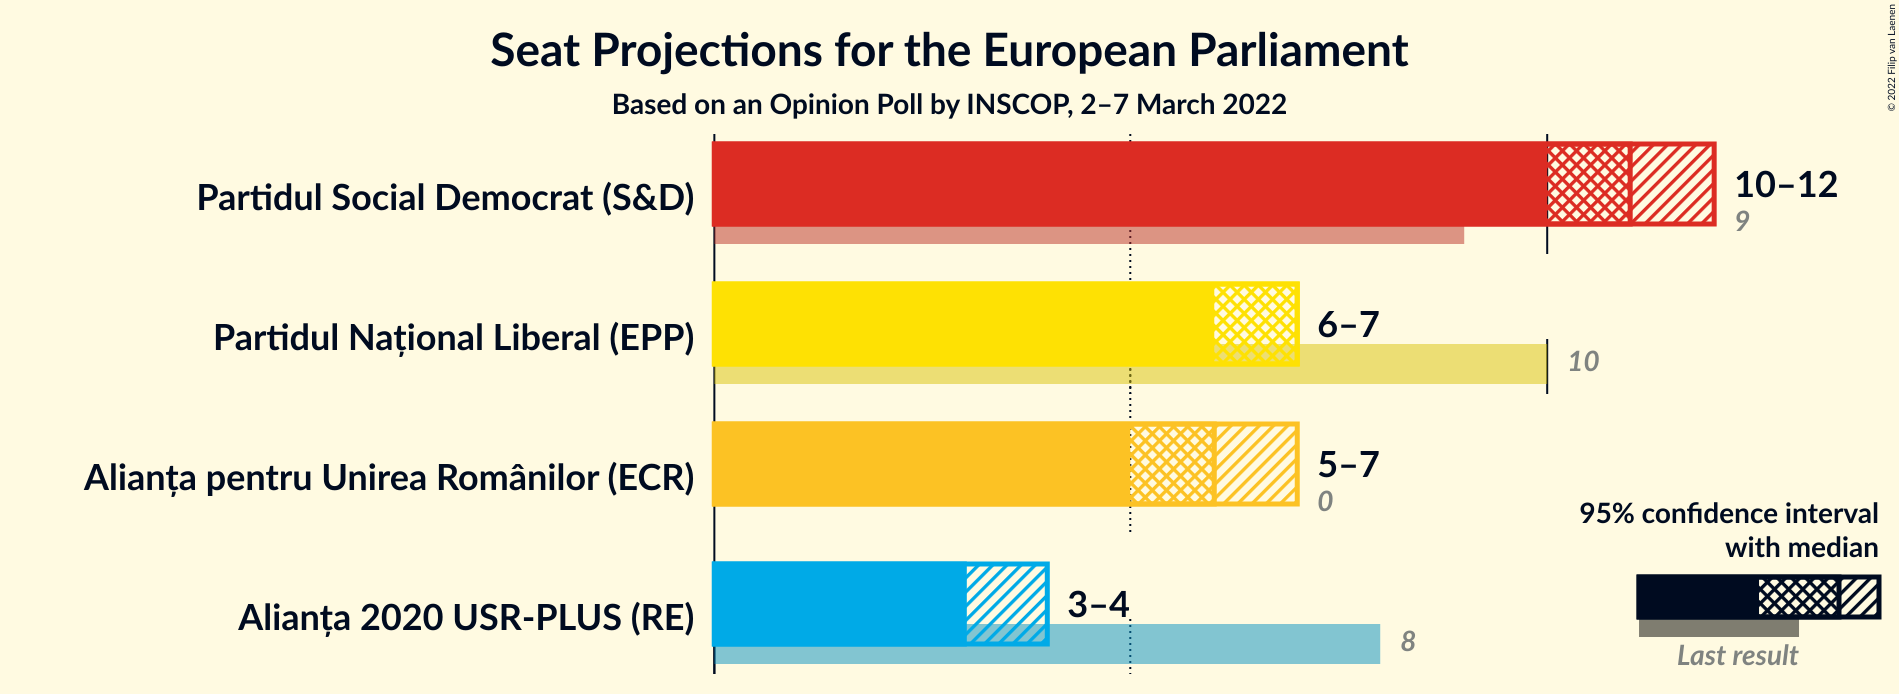 Seat Projections for the European Parliament
Based on an Opinion Poll by INSCOP, 2–7 March 2022
© 2022 Filip van Laenen
Partidul Social Democrat (S&D)
10–12
9
Partidul Național Liberal (EPP)
6–7
10
Alianța pentru Unirea Românilor (ECR)
5–7
0
Alianța 2020 USR-PLUS (RE)
3–4
8
95% confidence interval
with median
Last result